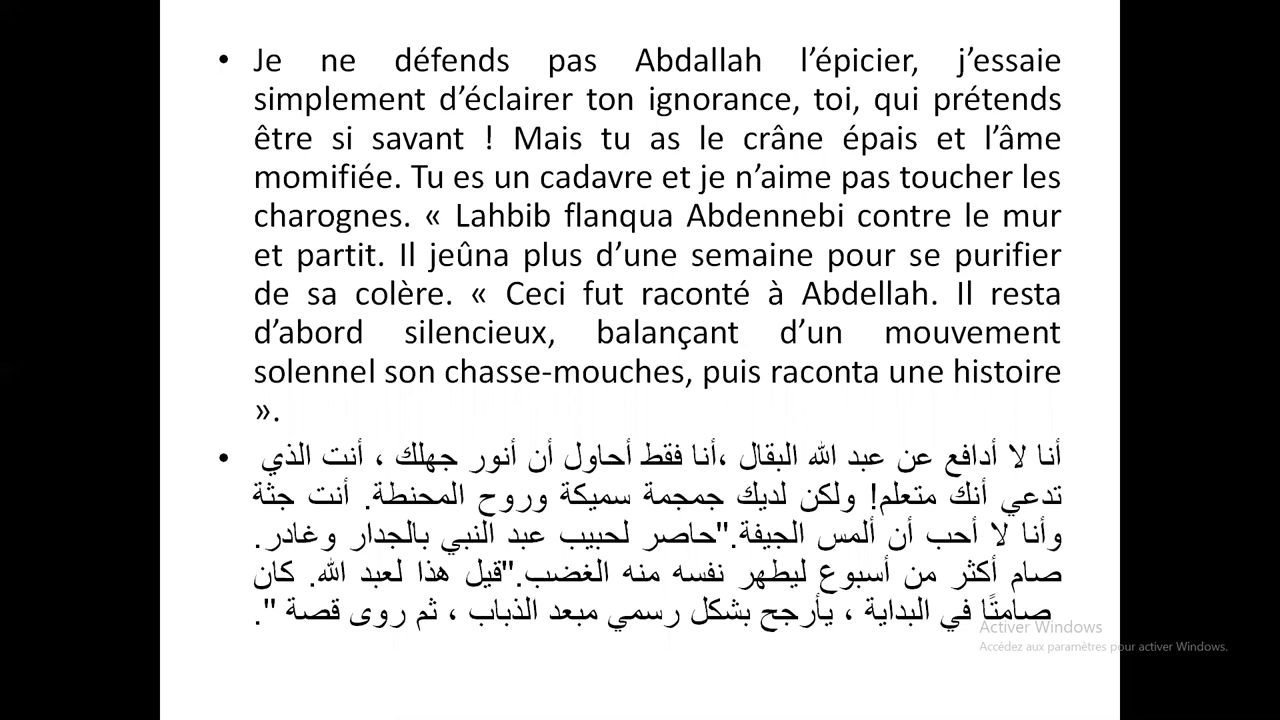 • Je ne défends pas Abdallah l’épicier, j’essaie
simplement d’éclairer ton ignorance, toi, qui prétends
être si savant ! Mais tu as le crâne épais et l’âme
momifiée. Tu es un cadavre et je n’aime pas toucher les
charognes. « Lahbib flanqua Abdennebi contre le mur
et partit. Il jeûna plus d’une semaine pour se purifier
de sa colère. « Ceci fut raconté à Abdellah. Il resta
d’abord silencieux, balançant d’un mouvement
solennel son chasse-mouches, puis raconta une histoire
».
• أنا لا أدافع عن عبد الله البقال ،أنا فقط أحاول أن أنور جهلك ، أنت الذي
تدعي أنك متعلم! ولكن لديك جمجمة سميكة وروح المحنطة. أنت جثة
وأنا لا أحب أن ألمس الجيفة."حاصر لحبيب عبد النبي بالجدار وغادر.
صام أكثر من أسبوع ليطهر نفسه منه الغضب."قيل هذا لعبد الله. كان
صامتًا في البداية ، يأرجح بشكل رسمي مبعد الذباب ، ثم روى قصة ".
Activer Windows
Accédez aux paramètres pour activer Windows.